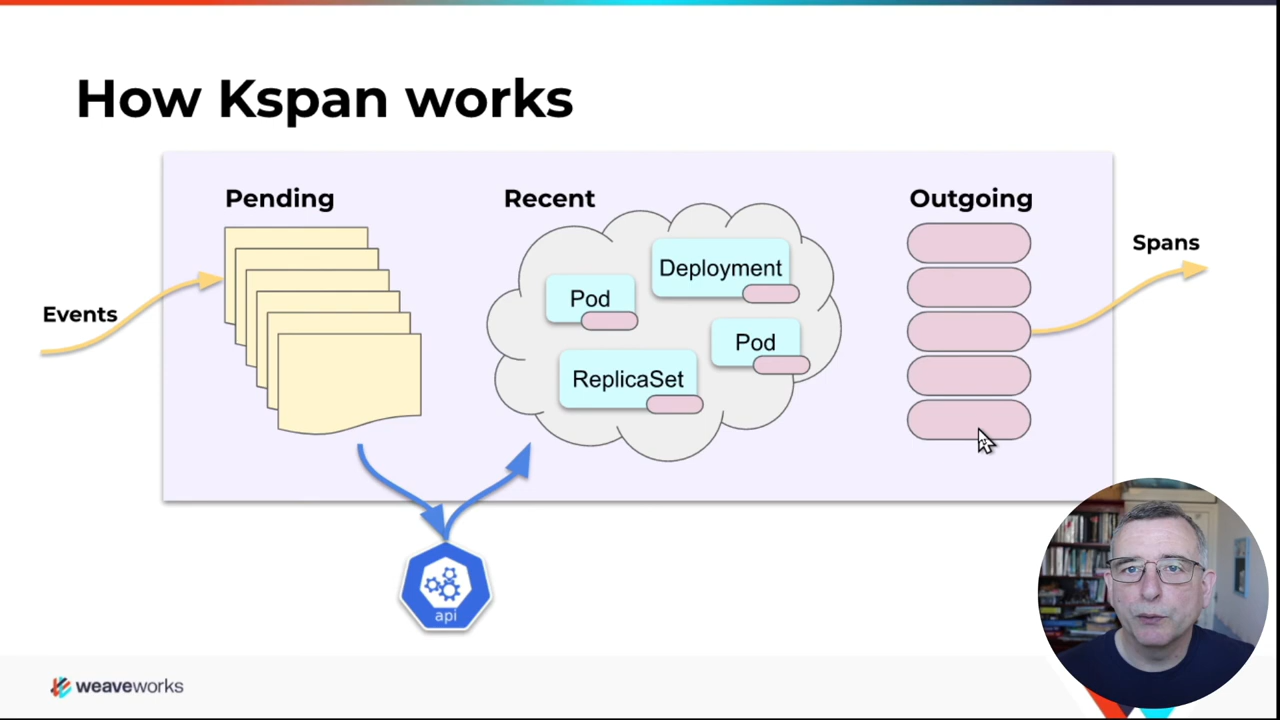 How Kspan works
Pending
Recent
Outgoing
Spans
Events
Deployment
Pod
Pod
ReplicaSet
api
weaveworks